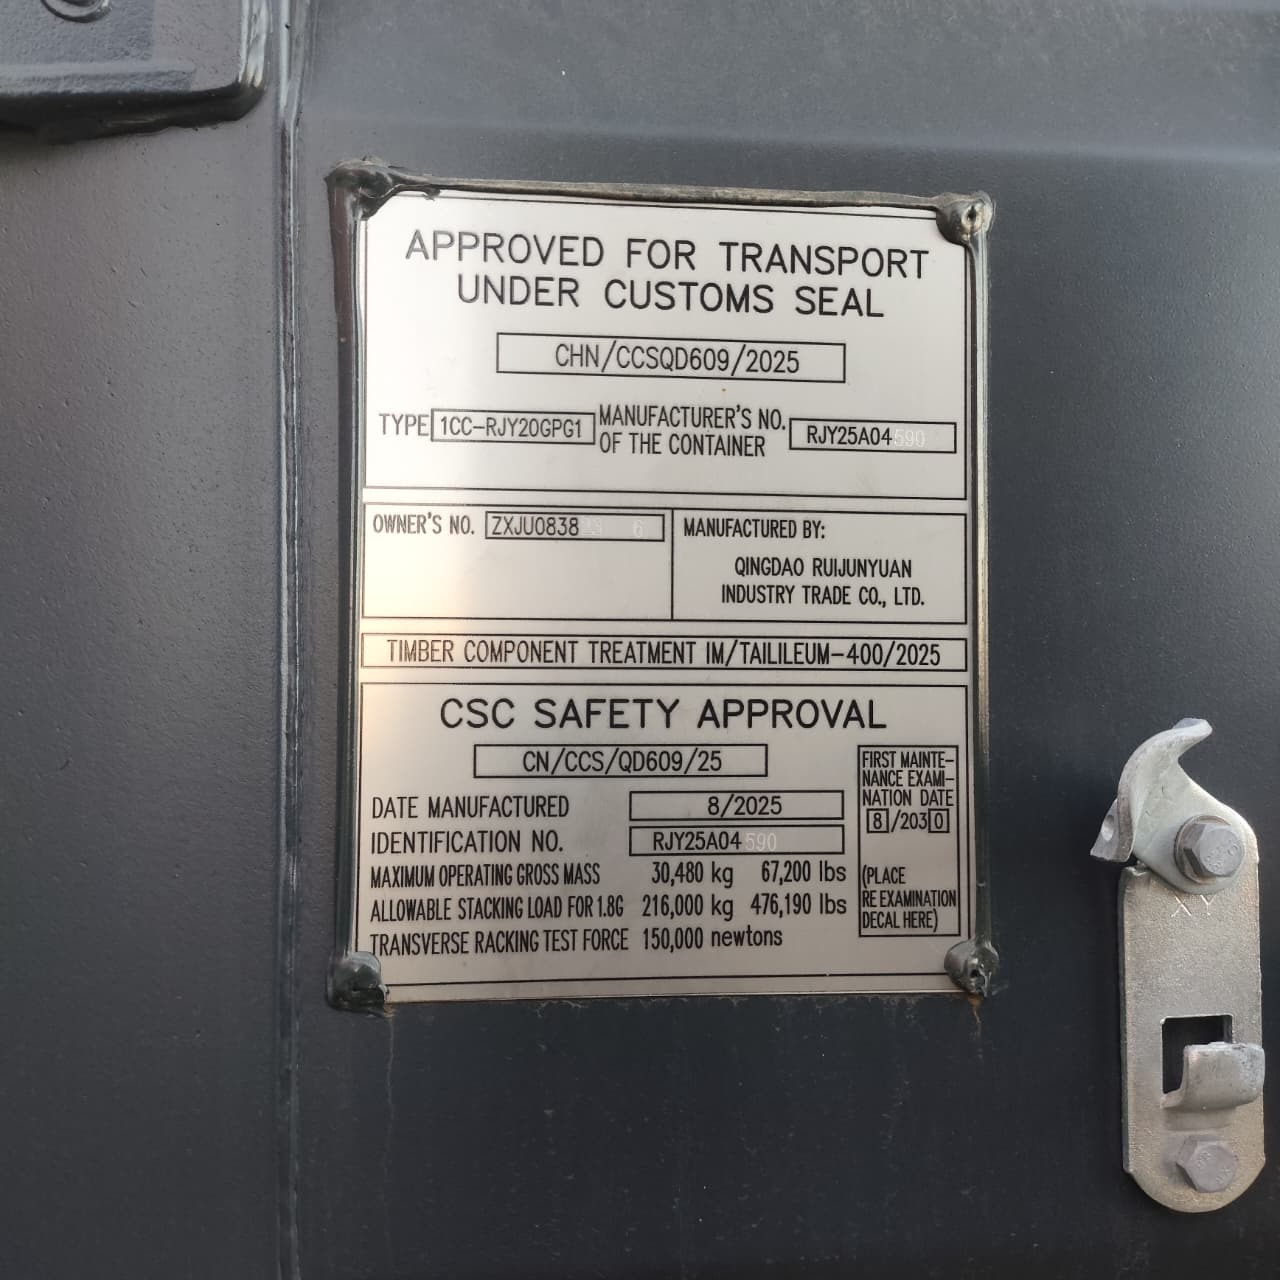 APPROVED FOR TRANSPORT
UNDER CUSTOMS SEAL
CHN/CCSQD609/2025
TYPE 1CC-RJY20GPG1 MANUFACTURER'S NO. OF THE CONTAINER RJY25A04590
OWNER'S NO. ZXJU0838
MANUFACTURED BY:
QINGDAO RUIJUNYUAN
INDUSTRY TRADE CO., LTD.
TIMBER COMPONENT TREATMENT IM/TAILILEUM-400/2025
CSC SAFETY APPROVAL
CN/CCS/QD609/25
DATE MANUFACTURED 8/2025
IDENTIFICATION NO. RJY25A04590
MAXIMUM OPERATING GROSS MASS 30,480 kg 67,200 lbs
ALLOWABLE STACKING LOAD FOR 1.8G 216,000 kg 476,190 lbs
TRANSVERSE RACKING TEST FORCE 150,000 newtons
FIRST MAINTE-
NANCE EXAMI-
NATION DATE
8/2030
(PLACE
RE EXAMINATION
DECAL HERE)
X Y